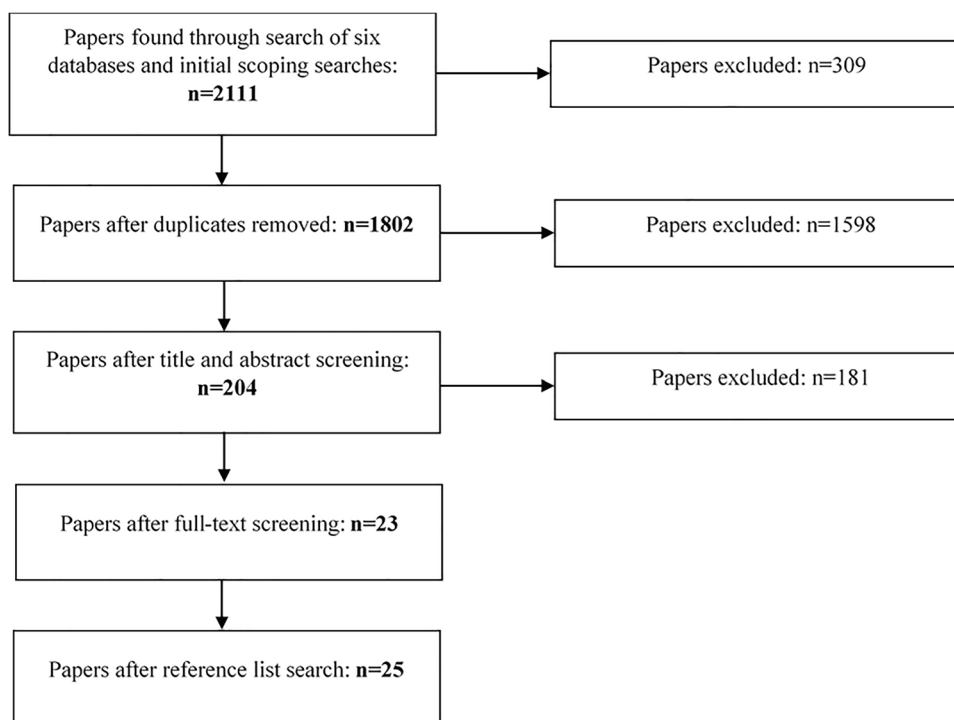 Papers found through search of six
databases and initial scoping searches:
n=2111
Papers excluded: n=309
Papers after duplicates removed: n=1802
Papers excluded: n=1598
Papers after title and abstract screening:
n=204
Papers excluded: n=181
Papers after full-text screening: n=23
Papers after reference list search: n=25